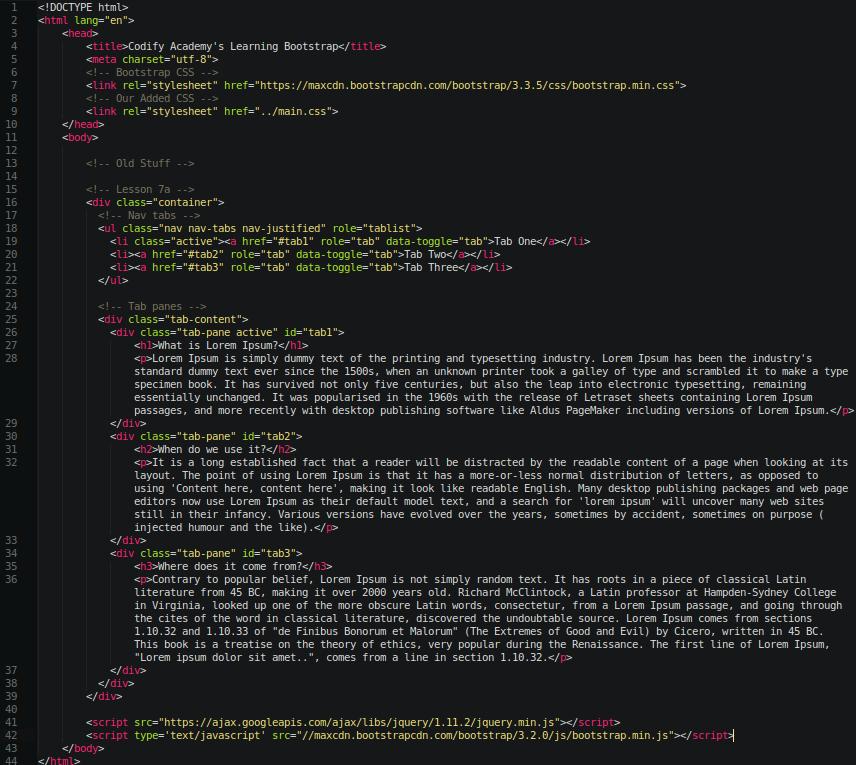 1 <!DOCTYPE html>
2 <html lang="en">
3 <head>
4 <title>Codify Academy's Learning Bootstrap</title>
5 <meta charset="utf-8">
6 <!-- Bootstrap CSS -->
7 <link rel="stylesheet" href="https://maxcdn.bootstrapcdn.com/bootstrap/3.3.5/css/bootstrap.min.css">
8 <!-- Our Added CSS -->
9 <link rel="stylesheet" href="../main.css">
10 </head>
11 <body>
12
13 <!-- Old Stuff -->
14
15 <!-- Lesson 7a -->
16 <div class="container">
17 <!-- Nav tabs -->
18 <ul class="nav nav-tabs nav-justified" role="tablist">
19 <li class="active"><a href="#tab1" role="tab" data-toggle="tab">Tab One</a></li>
20 <li><a href="#tab2" role="tab" data-toggle="tab">Tab Two</a></li>
21 <li><a href="#tab3" role="tab" data-toggle="tab">Tab Three</a></li>
22 </ul>
23
24 <!-- Tab panes -->
25 <div class="tab-content">
26 <div class="tab-pane active" id="tab1">
27 <h1>What is Lorem Ipsum?</h1>
28 <p>Lorem Ipsum is simply dummy text of the printing and typesetting industry. Lorem Ipsum has been the industry's
standard dummy text ever since the 1500s, when an unknown printer took a galley of type and scrambled it to make a type
specimen book. It has survived not only five centuries, but also the leap into electronic typesetting, remaining
essentially unchanged. It was popularised in the 1960s with the release of Letraset sheets containing Lorem Ipsum
passages, and more recently with desktop publishing software like Aldus PageMaker including versions of Lorem Ipsum.</p>
29 </div>
30 <div class="tab-pane" id="tab2">
31 <h2>When do we use it?</h2>
32 <p>It is a long established fact that a reader will be distracted by the readable content of a page when looking at its
layout. The point of using Lorem Ipsum is that it has a more-or-less normal distribution of letters, as opposed to
using 'Content here, content here', making it look like readable English. Many desktop publishing packages and web page
editors now use Lorem Ipsum as their default model text, and a search for 'lorem ipsum' will uncover many web sites
still in their infancy. Various versions have evolved over the years, sometimes by accident, sometimes on purpose (
injected humour and the like).</p>
33 </div>
34 <div class="tab-pane" id="tab3">
35 <h3>Where does it come from?</h3>
36 <p>Contrary to popular belief, Lorem Ipsum is not simply random text. It has roots in a piece of classical Latin
literature from 45 BC, making it over 2000 years old. Richard McClintock, a Latin professor at Hampden-Sydney College
in Virginia, looked up one of the more obscure Latin words, consectetur, from a Lorem Ipsum passage, and going through
the cites of the word in classical literature, discovered the undoubtable source. Lorem Ipsum comes from sections
1.10.32 and 1.10.33 of "de Finibus Bonorum et Malorum" (The Extremes of Good and Evil) by Cicero, written in 45 BC.
This book is a treatise on the theory of ethics, very popular during the Renaissance. The first line of Lorem Ipsum,
"Lorem ipsum dolor sit amet..", comes from a line in section 1.10.32.</p>
37 </div>
38 </div>
39 </div>
40
41 <script src="https://ajax.googleapis.com/ajax/libs/jquery/1.11.2/jquery.min.js"></script>
42 <script type='text/javascript' src="//maxcdn.bootstrapcdn.com/bootstrap/3.2.0/js/bootstrap.min.js"></script>
43 </body>
44 </html>